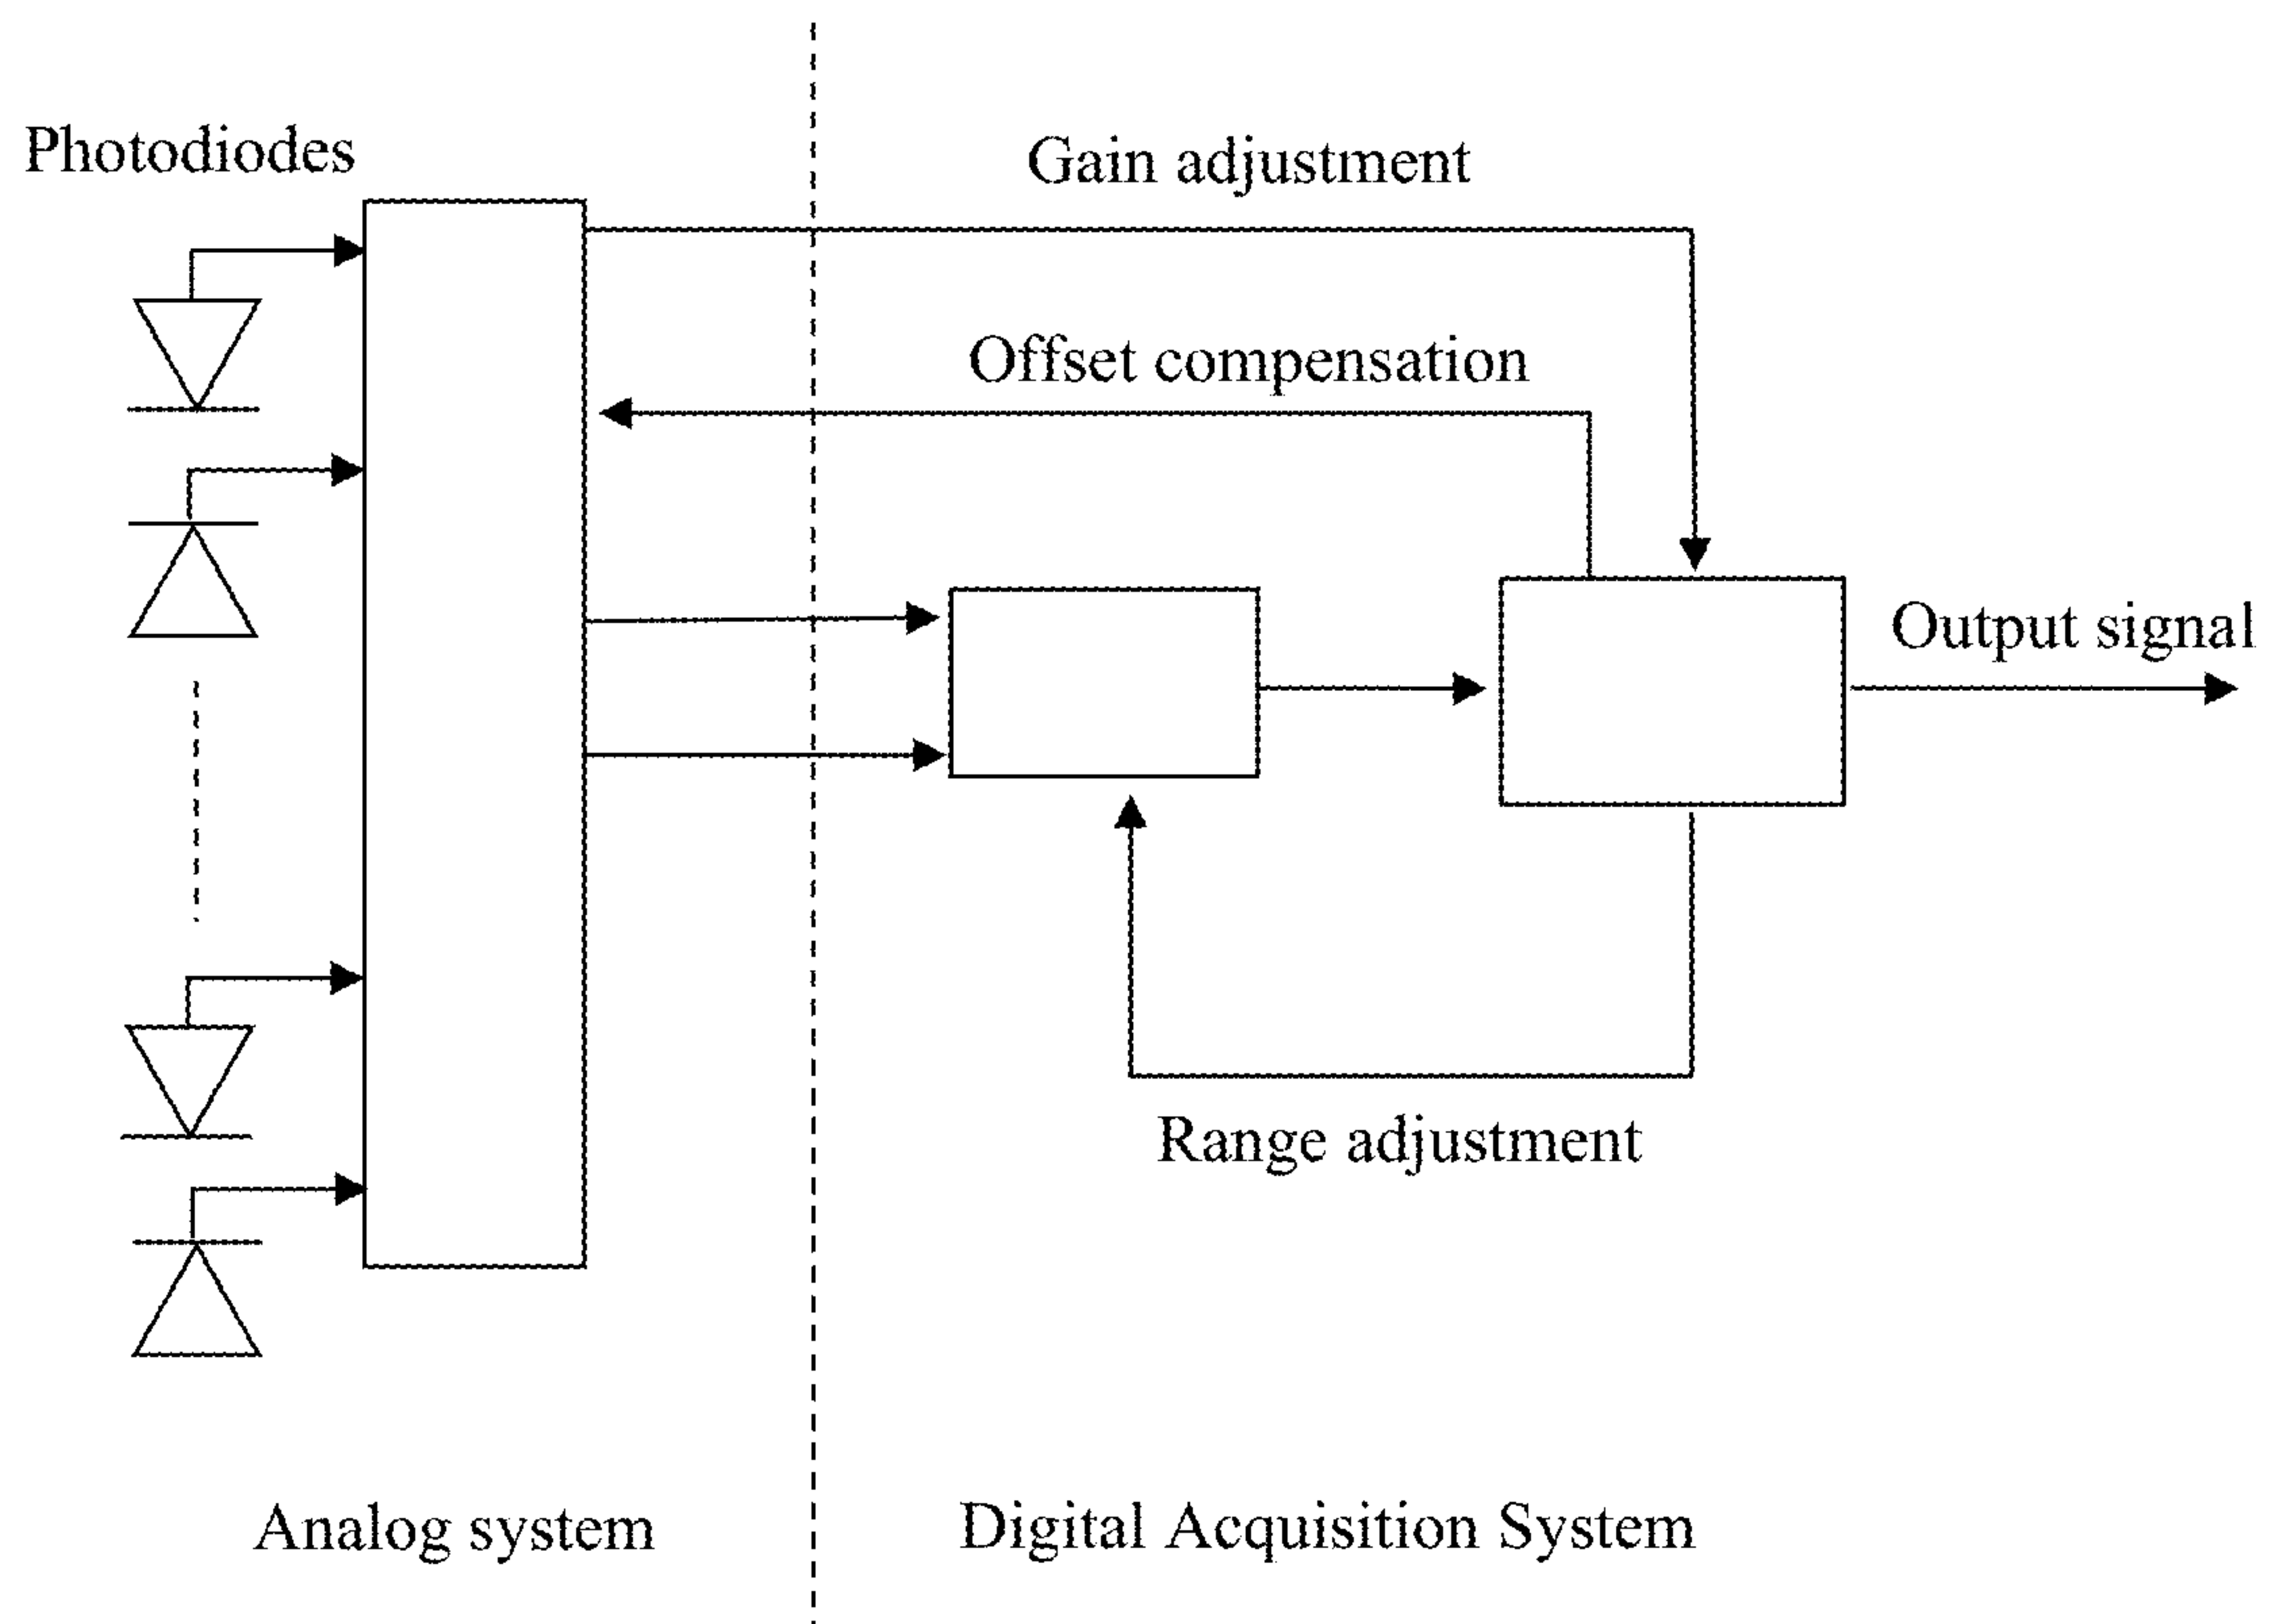 Photodiodes
Gain adjustment
Offset compensation
Output signal
Range adjustment
Analog system
Digital Acquisition System